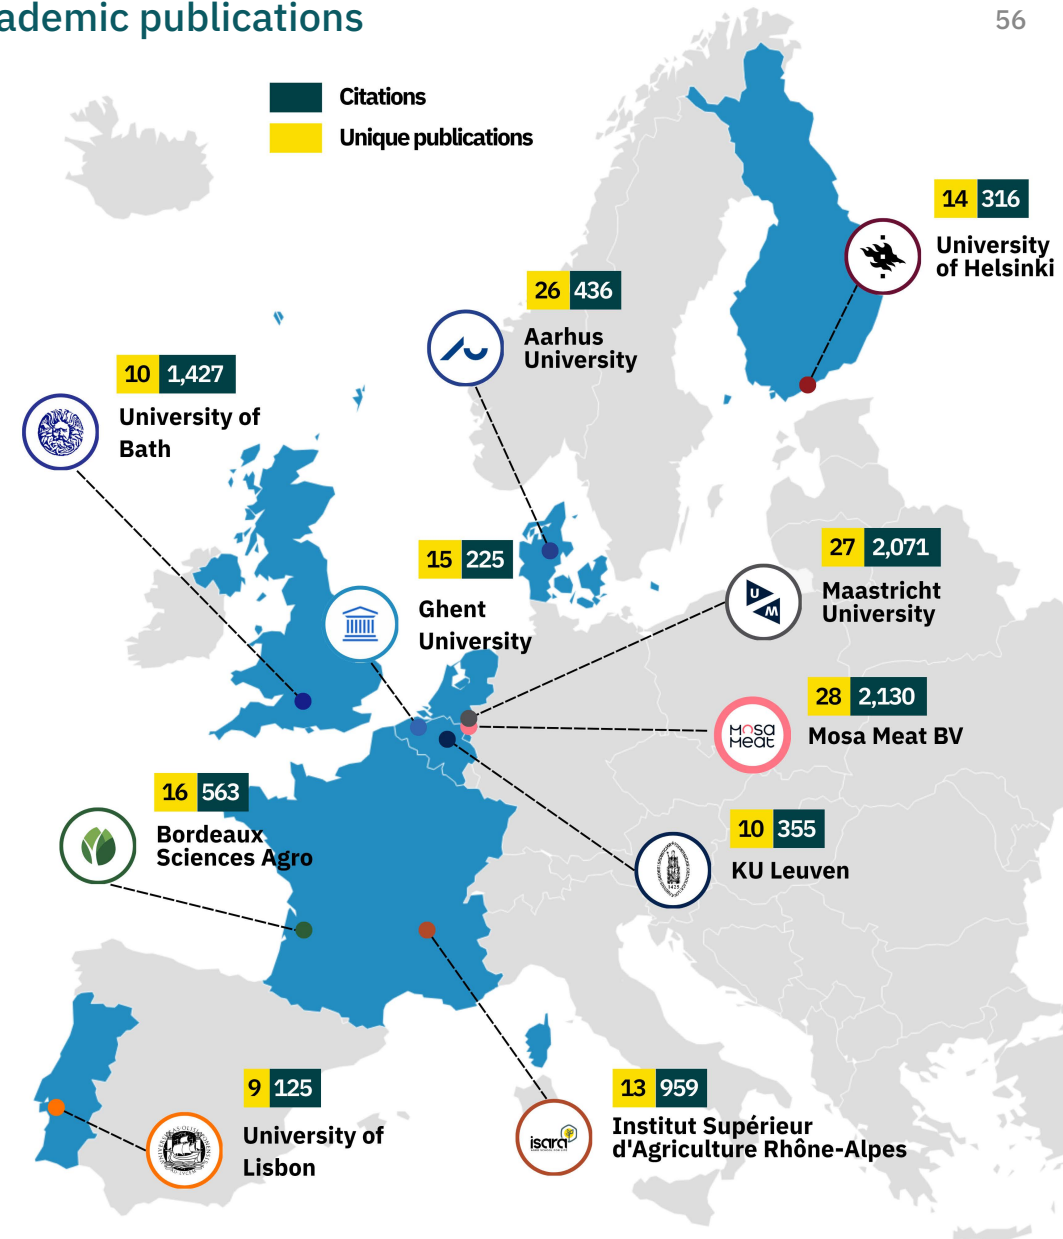 ademic publications
56
Citations
Unique publications
14 316
University
of Helsinki
26 436
Aarhus
University
10 1,427
University of
Bath
15 225
Ghent
University
27 2,071
Maastricht
University
U
M
28 2,130
Mosa Meat BV
MOSA
MeaT
16 563
Bordeaux
Sciences Agro
10 355
KU Leuven
1425
9 125
University of
Lisbon
13 959
Institut Supérieur
d'Agriculture Rhône-Alpes
isara